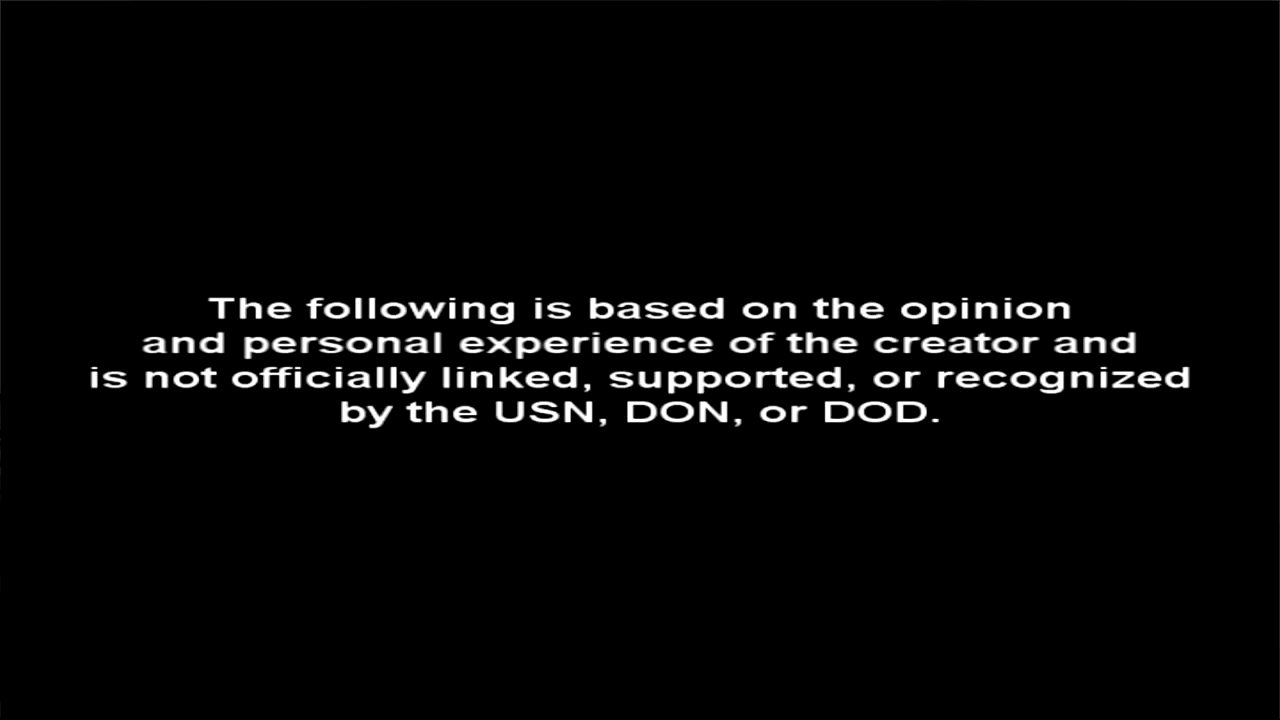 The following is based on the opinion
and personal experience of the creator and
is not officially linked, supported, or recognized
by the USN, DON, or DOD.